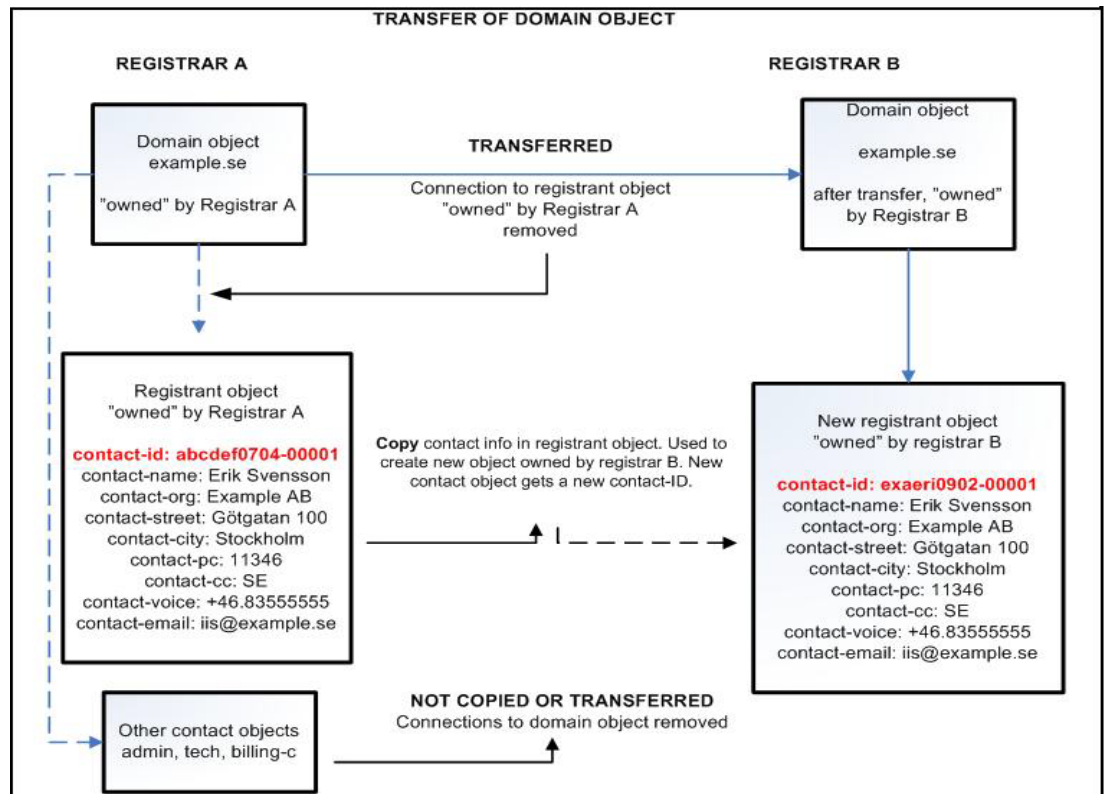 TRANSFER OF DOMAIN OBJECT
REGISTRAR A
REGISTRAR B
Domain object
example.se
"owned" by Registrar A
TRANSFERRED
Connection to registrant object
"owned" by Registrar A
removed
Domain object
example.se
after transfer, "owned"
by Registrar B
Registrant object
"owned" by Registrar A
contact-id: abcdef0704-00001
contact-name: Erik Svensson
contact-org: Example AB
contact-street: Götgatan 100
contact-city: Stockholm
contact-pc: 11346
contact-cc: SE
contact-voice: +46.83555555
contact-email: iis@example.se
Copy contact info in registrant object. Used to
create new object owned by registrar B. New
contact object gets a new contact-ID.
New registrant object
"owned" by registrar B
contact-id: exaeri0902-00001
contact-name: Erik Svensson
contact-org: Example AB
contact-street: Götgatan 100
contact-city: Stockholm
contact-pc: 11346
contact-cc: SE
contact-voice: +46.83555555
contact-email: iis@example.se
Other contact objects
admin, tech, billing-c
NOT COPIED OR TRANSFERRED
Connections to domain object removed